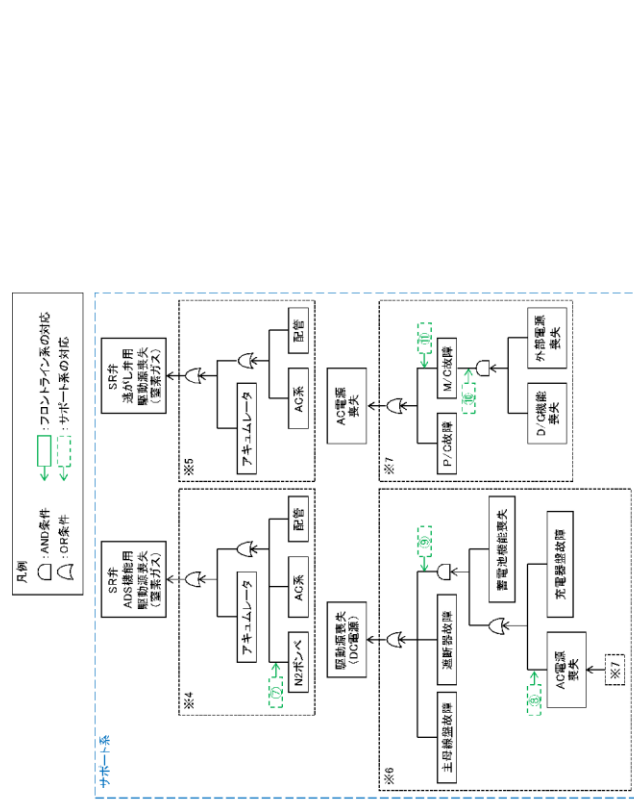 凡例
：AND条件
：OR条件
：フロントライン系の対応
：サポート系の対応
サポート系
SR弁
ADS機能用
駆動源喪失
（窒素ガス）
※4
アキュムレータ
N2ボンベ
AC系
配管
⑦
SR弁
逃がし弁用
駆動源喪失
（窒素ガス）
※5
アキュムレータ
AC系
配管
駆動源喪失
（DC電源）
※6
主母線盤故障
遮断器故障
⑨
蓄電池機能喪失
⑧
AC電源
喪失
充電器盤故障
※7
AC電源
喪失
※7
P/C故障
M/C故障
⑪
⑩
D/G機能
喪失
外部電源
喪失